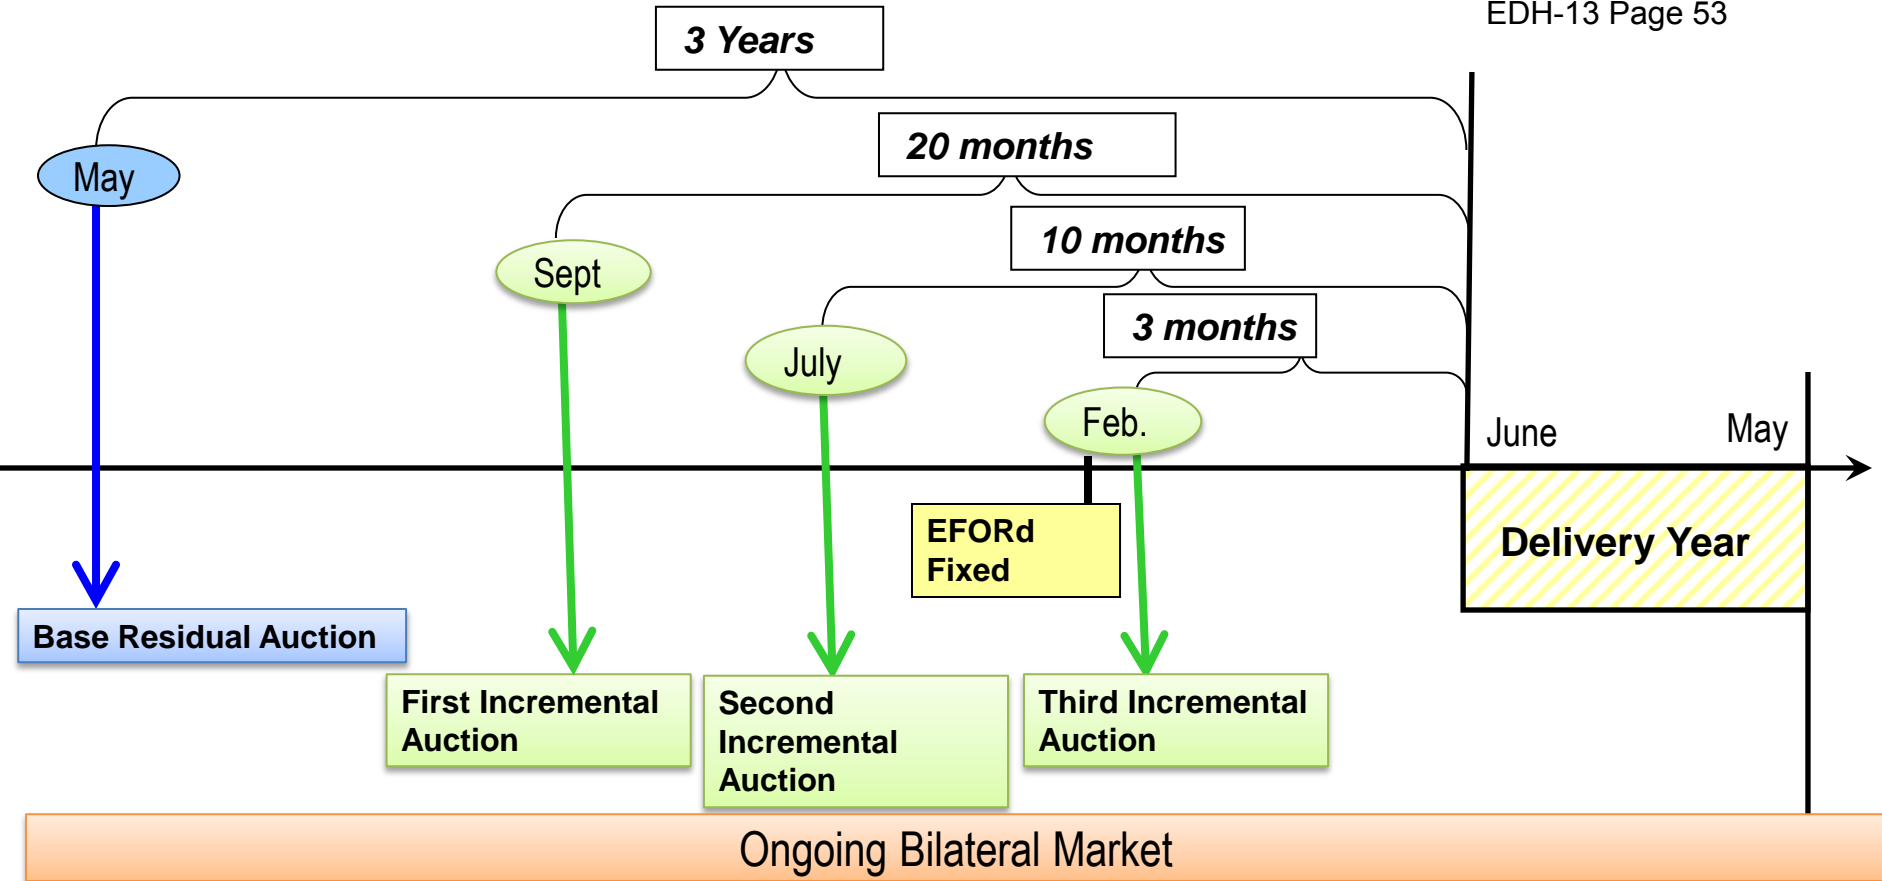 EDH-13 Page 53
3 Years
20 months
May
10 months
Sept
3 months
July
Feb.
June
May
EFORd
Fixed
Delivery Year
Base Residual Auction
First Incremental
Auction
Second
Incremental
Auction
Third Incremental
Auction
Ongoing Bilateral Market